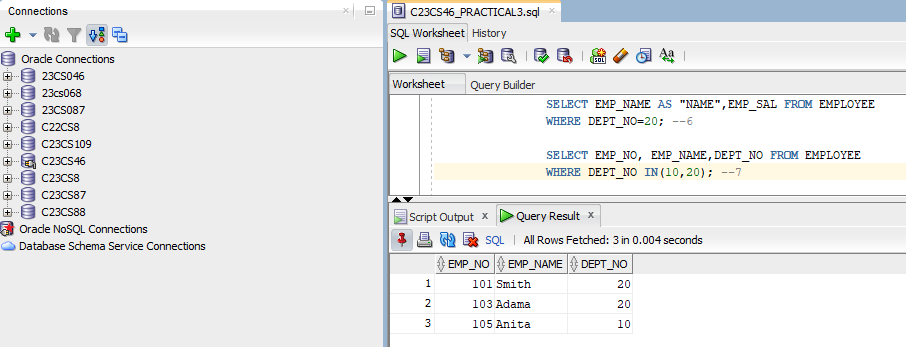 Connections
Oracle Connections
23CS046
23cs068
23CS087
C22CS8
C23CS109
C23CS46
C23CS8
C23CS87
C23CS88
Oracle NoSQL Connections
Database Schema Service Connections
C23CS46_PRACTICAL3.sql
SQL Worksheet History
Worksheet Query Builder
SELECT EMP_NAME AS "NAME",EMP_SAL FROM EMPLOYEE
WHERE DEPT_NO=20; --6
SELECT EMP_NO, EMP_NAME,DEPT_NO FROM EMPLOYEE
WHERE DEPT_NO IN(10,20); --7
Script Output x Query Result x
SQL | All Rows Fetched: 3 in 0.004 seconds
EMP_NO EMP_NAME DEPT_NO
1 101 Smith 20
2 103 Adama 20
3 105 Anita 10